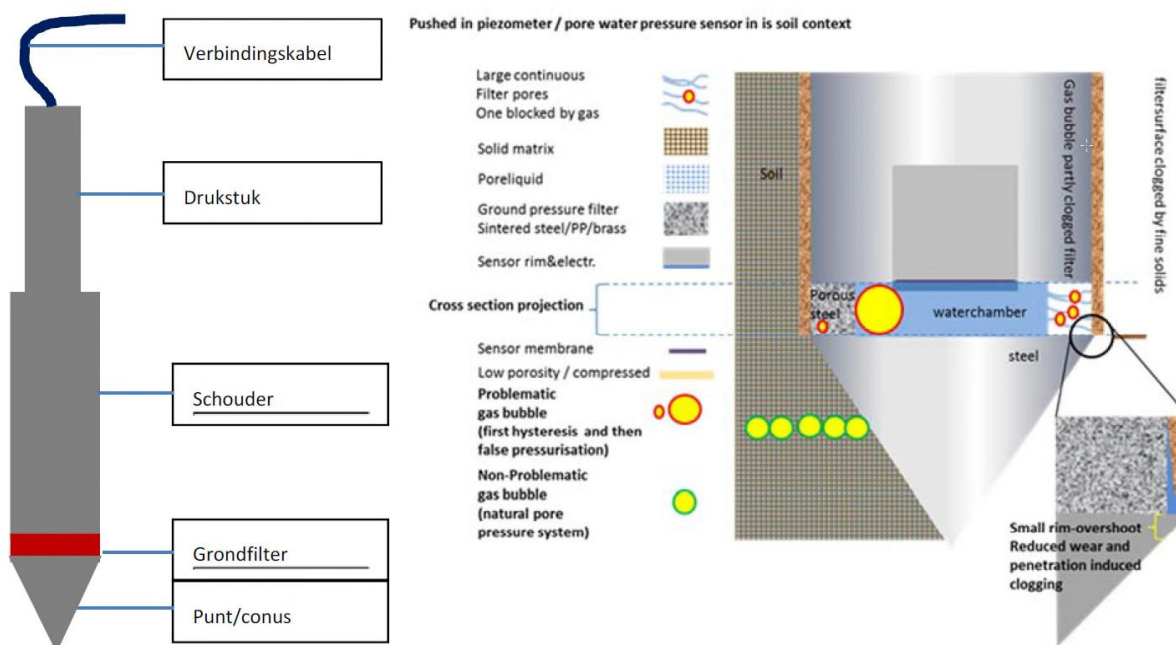 Verbindingskabel
Drukstuk
Schouder
Grondfilter
Punt/conus
Pushed in piezometer / pore water pressure sensor in is soil context
Large continuous
Filter pores
One blocked by gas
Solid matrix
Poreliquid
Ground pressure filter
Sintered steel/PP/brass
Sensor rim&electr.
Cross section projection
Sensor membrane
Low porosity / compressed
Problematic
gas bubble
(first hysteresis and then
false pressurisation)
Non-Problematic
gas bubble
(natural pore
pressure system)
Soil
Porous
steel
waterchamber
steel
Gas bubble partly clogged filter
filtersurface clogged by fine solids
Small rim-overshoot
Reduced wear and
penetration induced
clogging